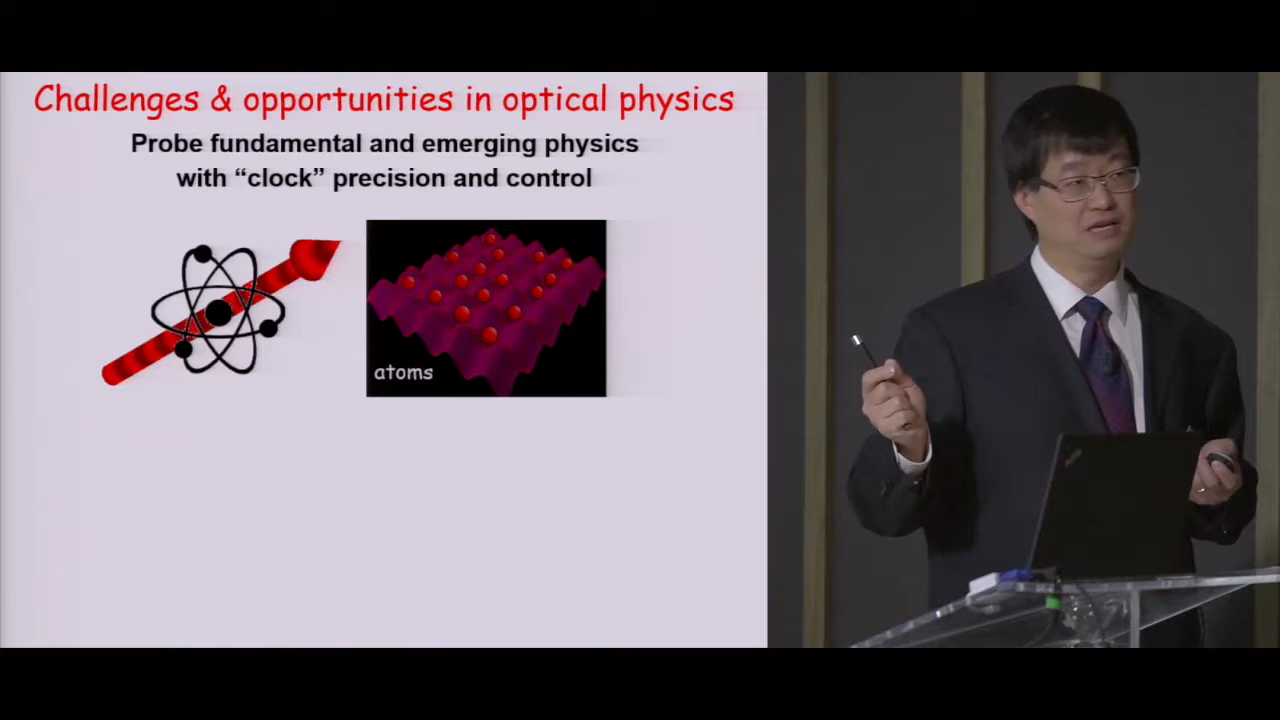 Challenges & opportunities in optical physics
Probe fundamental and emerging physics
with “clock” precision and control
atoms